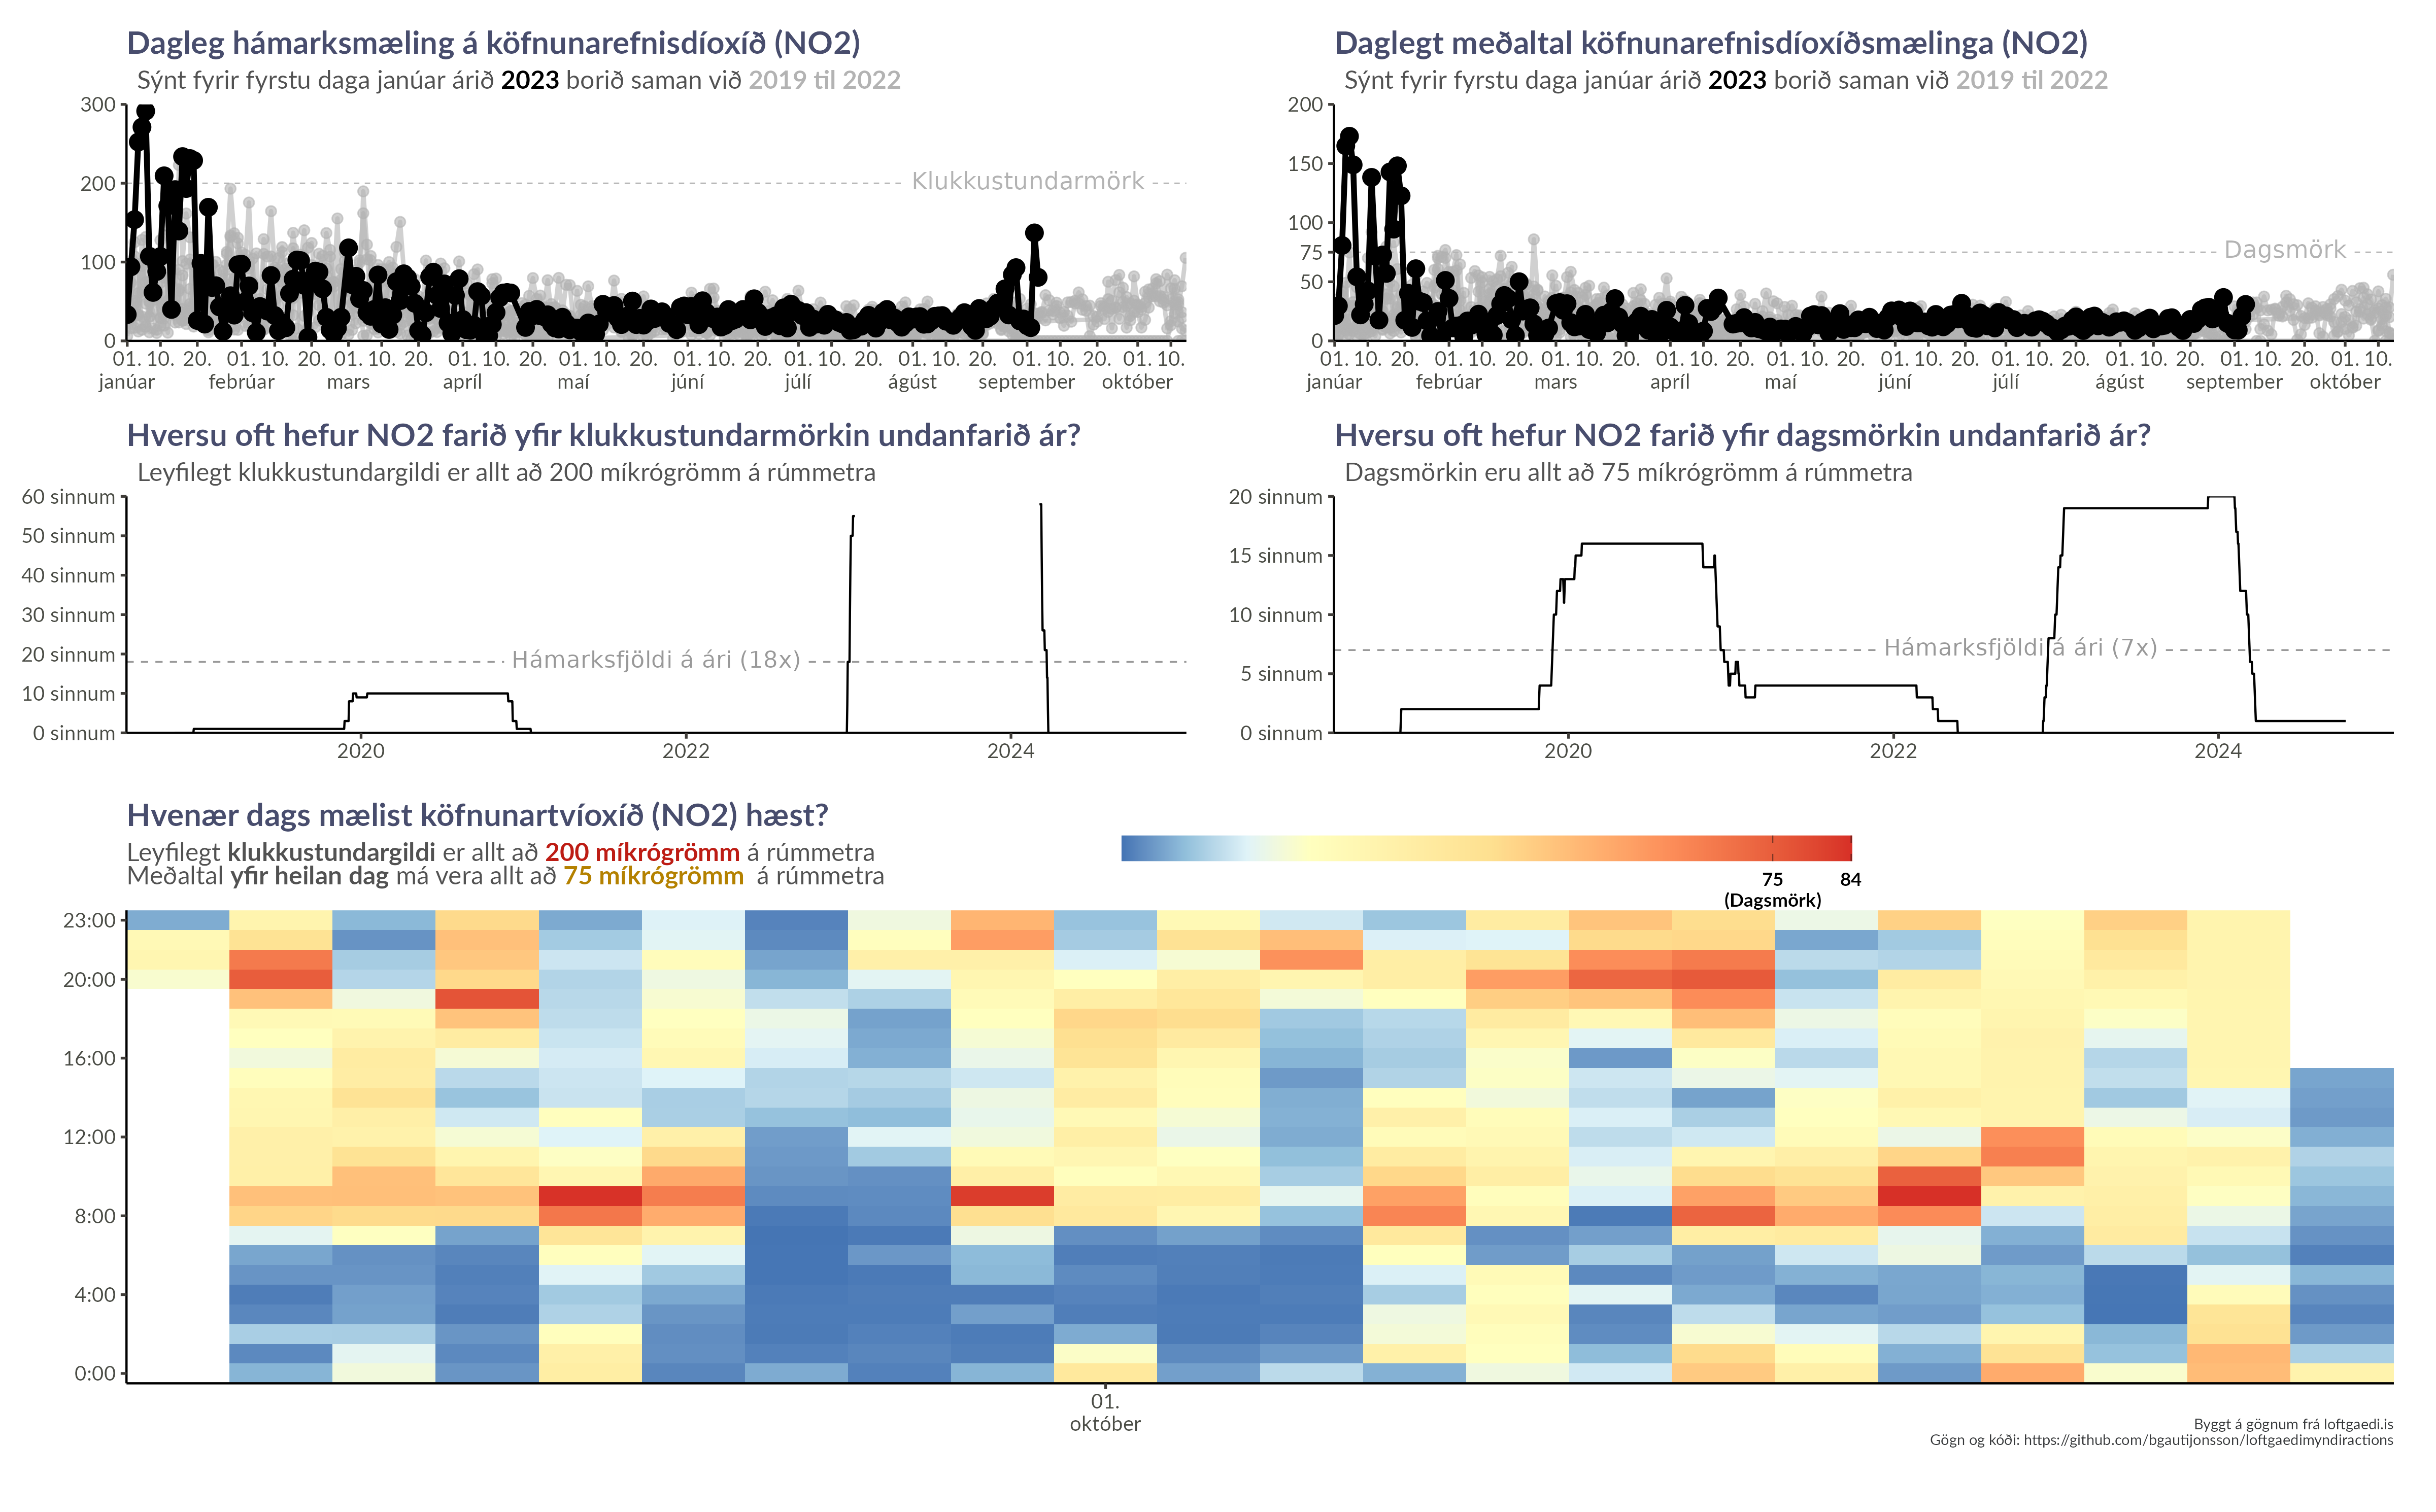 Dagleg hámarksmæling á köfnunarefnisdíoxíð (NO2)
Sýnt fyrir fyrstu daga janúar árið 2023 borið saman við 2019 til 2022
300
200
100
0
Klukkustundarmörk
01. 10. 20. 01. 10. 20. 01. 10. 20. 01. 10. 20. 01. 10. 20. 01. 10. 20. 01. 10. 20. 01. 10. 20. 01. 10. 20. 01. 10.
janúar febrúar mars apríl maí júní júlí ágúst september október
Daglegt meðaltal köfnunarefnisdíoxíðsmælinga (NO2)
Sýnt fyrir fyrstu daga janúar árið 2023 borið saman við 2019 til 2022
200
150
100
75
50
0
Dagsmörk
01. 10. 20. 01. 10. 20. 01. 10. 20. 01. 10. 20. 01. 10. 20. 01. 10. 20. 01. 10. 20. 01. 10. 20. 01. 10. 20. 01. 10.
janúar febrúar mars apríl maí júní júlí ágúst september október
Hversu oft hefur NO2 farið yfir klukkustundarmörkin undanfarið ár?
Leyfilegt klukkustundargildi er allt að 200 míkrógrömm á rúmmetra
60 sinnum
50 sinnum
40 sinnum
30 sinnum
20 sinnum
10 sinnum
0 sinnum
Hámarksfjöldi á ári (18x)
2020 2022 2024
Hversu oft hefur NO2 farið yfir dagsmörkin undanfarið ár?
Dagsmörkin eru allt að 75 míkrógrömm á rúmmetra
20 sinnum
15 sinnum
10 sinnum
5 sinnum
0 sinnum
Hámarksfjöldi á ári (7x)
2020 2022 2024
Hvenær dags mælist köfnunartvíoxíð (NO2) hæst?
Leyfilegt klukkustundargildi er allt að 200 míkrógrömm á rúmmetra
Meðaltal yfir heilan dag má vera allt að 75 míkrógrömm á rúmmetra
75 84
(Dagsmörk)
23:00
20:00
16:00
12:00
8:00
4:00
0:00
01.
október
Byggt á gögnum frá loftgaedi.is
Gögn og kóði: https://github.com/bgautijonsson/loftgaedimyndiractions